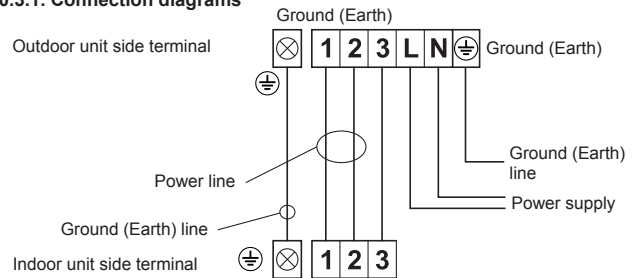 0.3.1. Connection diagrams
Ground (Earth)
Outdoor unit side terminal
1 2 3 L N
Ground (Earth)
Ground (Earth)
line
Power line
Power supply
Ground (Earth) line
Indoor unit side terminal
1 2 3